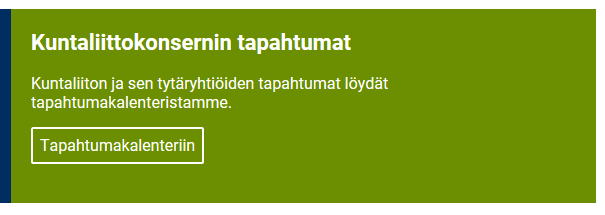 Kuntaliittokonsernin tapahtumat
Kuntaliiton ja sen tytäryhtiöiden tapahtumat löydät
tapahtumakalenteristamme.
Tapahtumakalenteriin